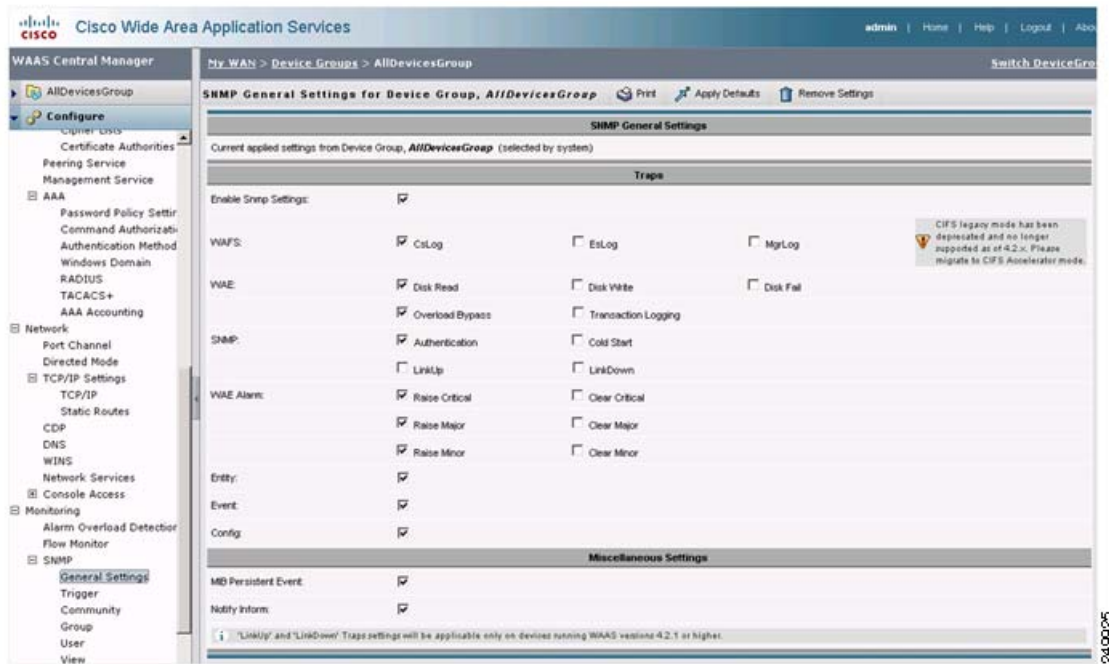 CISCO
Cisco Wide Area Application Services
admin | Home | Help | Logout | Abo
WAAS Central Manager
AllDevicesGroup
Configure
Cipher Lists
Certificate Authorities
Peering Service
Management Service
AAA
Password Policy Settir
Command Authorizati
Authentication Method
Windows Domain
RADIUS
TACACS+
AAA Accounting
Network
Port Channel
Directed Mode
TCP/IP Settings
TCP/IP
Static Routes
CDP
DNS
WINS
Network Services
Console Access
Monitoring
Alarm Overload Detection
Flow Monitor
SNMP
General Settings
Trigger
Community
Group
User
View
My WAN > Device Groups > AllDevicesGroup
Switch DeviceGro
SNMP General Settings for Device Group, AllDevicesGroup Print Apply Defaults Remove Settings
SNMP General Settings
Current applied settings from Device Group, AllDevicesGroup (selected by system)
Traps
Enable Snmp Settings:
WAFS: CsLog EsLog MgrLog
CIFS legacy mode has been
deprecated and no longer
supported as of 4.2.x. Please
migrate to CIFS Accelerator mode.
WAE: Disk Read Disk Write Disk Fail
Overload Bypass Transaction Logging
SNMP: Authentication Cold Start
LinkUp LinkDown
WAE Alarm: Raise Critical Clear Critical
Raise Major Clear Major
Raise Minor Clear Minor
Entity:
Event:
Config:
Miscellaneous Settings
MIB Persistent Event:
Notify Inform:
'LinkUp' and 'LinkDown' Traps settings will be applicable only on devices running WAAS versions 4.2.1 or higher.
249925